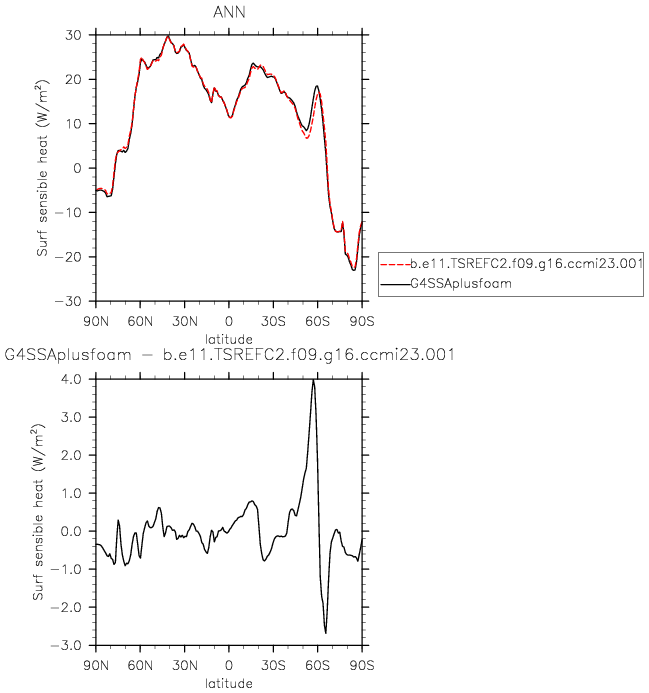 ANN
30
20
10
0
−10
−20
−30
Surf sensible heat (W/m²)
90N 60N 30N 0 30S 60S 90S
latitude
b.e11.TSREFC2.f09.g16.ccmi23.001
G4SSAplusfoam
G4SSAplusfoam − b.e11.TSREFC2.f09.g16.ccmi23.001
4.0
3.0
2.0
1.0
0.0
−1.0
−2.0
−3.0
Surf sensible heat (W/m²)
90N 60N 30N 0 30S 60S 90S
latitude